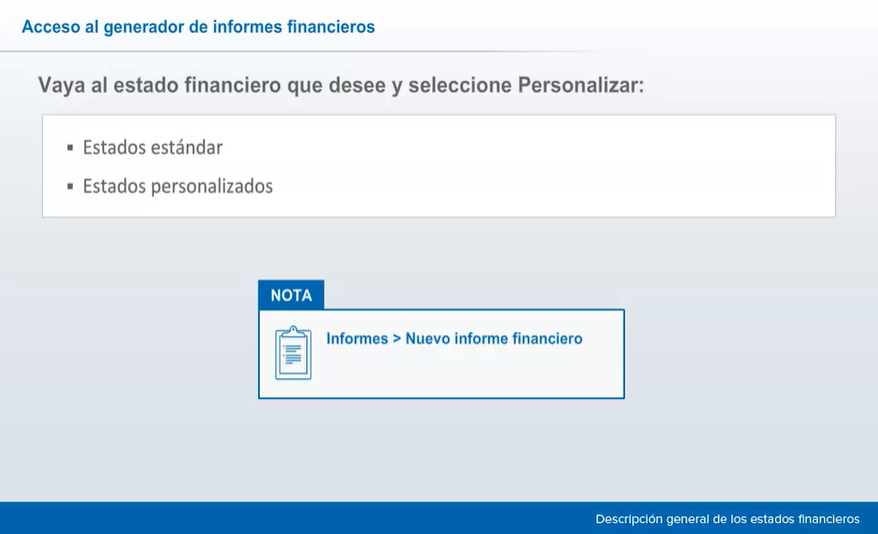 Acceso al generador de informes financieros
Vaya al estado financiero que desee y seleccione Personalizar:
▪ Estados estándar
▪ Estados personalizados
NOTA
Informes > Nuevo informe financiero
Descripción general de los estados financieros